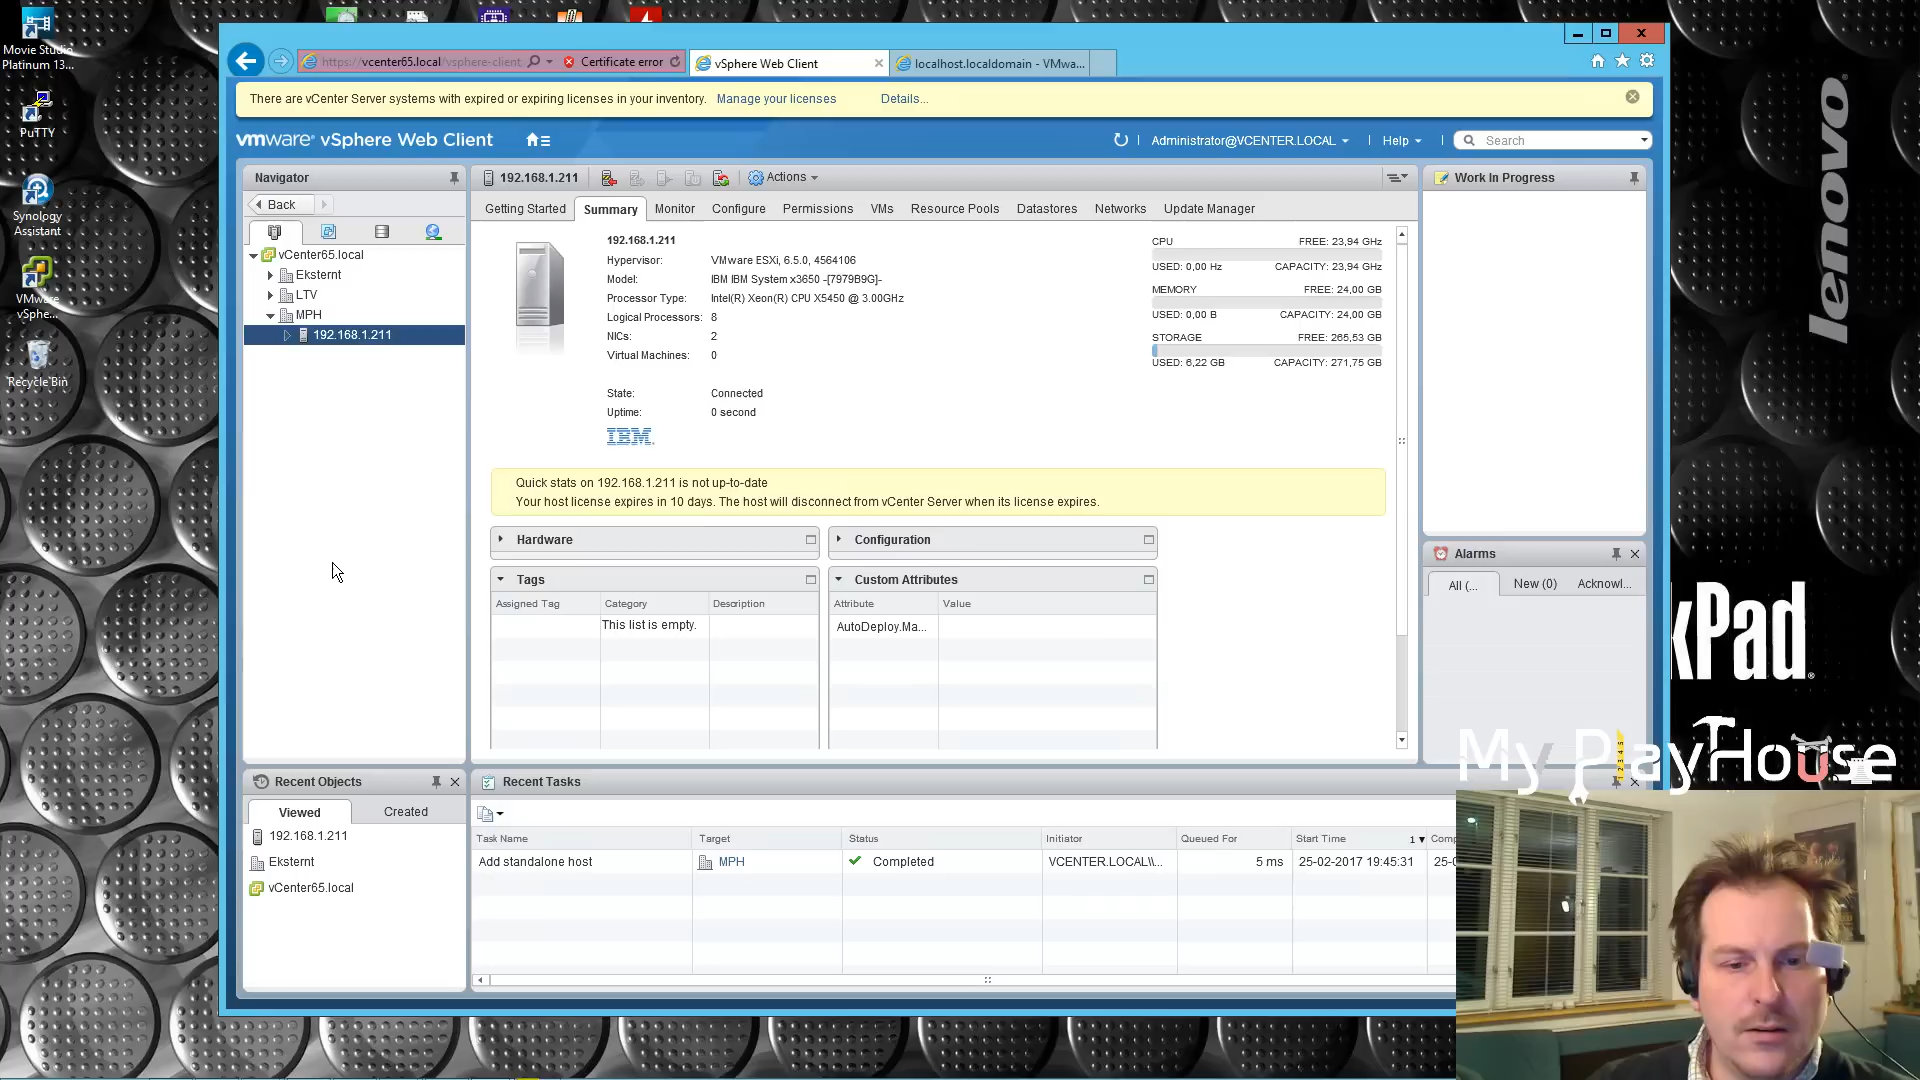 Movie Studio
Platinum 13...
PuTTY
Synology
Assistant
VMware
vSphe...
Recycle Bin
https://vcenter65.local/vsphere-client
Certificate error
vSphere Web Client
localhost.localdomain - VMwa...
There are vCenter Server systems with expired or expiring licenses in your inventory. Manage your licenses Details...
vmware® vSphere Web Client
Administrator@VCENTER.LOCAL
Help
Search
Navigator
Back
vCenter65.local
Eksternt
LTV
MPH
192.168.1.211
192.168.1.211
Actions
Getting Started Summary Monitor Configure Permissions VMs Resource Pools Datastores Networks Update Manager
192.168.1.211
Hypervisor: VMware ESXi, 6.5.0, 4564106
Model: IBM IBM System x3650 -[7979B9G]-
Processor Type: Intel(R) Xeon(R) CPU X5450 @ 3.00GHz
Logical Processors: 8
NICs: 2
Virtual Machines: 0
State: Connected
Uptime: 0 second
IBM.
CPU FREE: 23,94 GHz
USED: 0,00 Hz CAPACITY: 23,94 GHz
MEMORY FREE: 24,00 GB
USED: 0,00 B CAPACITY: 24,00 GB
STORAGE FREE: 265,53 GB
USED: 6,22 GB CAPACITY: 271,75 GB
Quick stats on 192.168.1.211 is not up-to-date
Your host license expires in 10 days. The host will disconnect from vCenter Server when its license expires.
Hardware
Configuration
Tags
Assigned Tag Category Description
This list is empty.
Custom Attributes
Attribute Value
AutoDeploy.Ma...
Work In Progress
Alarms
All (... New (0) Acknowl...
Recent Objects
Viewed Created
192.168.1.211
Eksternt
vCenter65.local
Recent Tasks
Task Name Target Status Initiator Queued For Start Time 1 Comp
Add standalone host MPH Completed VCENTER.LOCAL\\... 5 ms 25-02-2017 19:45:31 25-0
lenovo
kPad
My PlayHouse